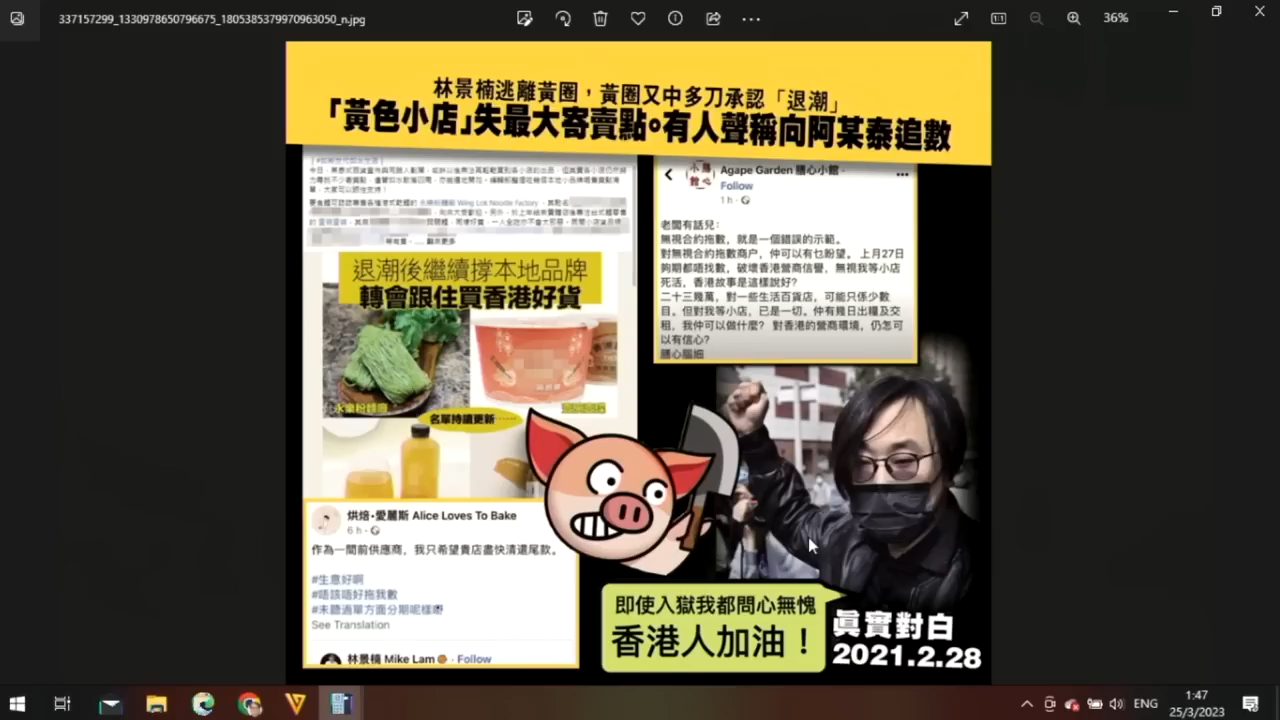 337157299_1330978650796675_1805385379970963050_n.jpg
36%
林景楠逃離黃圈，黃圈又中多刀承認「退潮」
「黃色小店」失最大寄賣點。有人聲稱向阿某泰追數
Wing Lok Noodle Factory
退潮後繼續撐本地品牌
轉會跟住買香港好貨
永樂粉麵廠
名單持續更新……
Agape Garden 膳心小館 ·
Follow
1 h ·
老闆有話兒：
無視合約拖數，就是一個錯誤的示範。
對無視合約拖數商户，仲可以有乜盼望。 上月27日
夠期都唔找數，破壞香港營商信譽，無視我等小店
死活，香港故事是這樣說好?
二十三幾萬，對一些生活百貨店，可能只係少數
目。但對我等小店，已是一切。仲有幾日出糧及交
租，我仲可以做什麼? 對香港的營商環境，仍怎可
以有信心?
膳心腦細
烘焙•愛麗斯 Alice Loves To Bake
6 h ·
作為一間前供應商，我只希望貴店盡快清還尾款。
#生意好啊
#唔該唔好拖我數
#未聽過單方面分期呢樣嘢
See Translation
林景楠 Mike Lam · Follow
即使入獄我都問心無愧
香港人加油！
真實對白
2021.2.28
ENG
1:47
25/3/2023